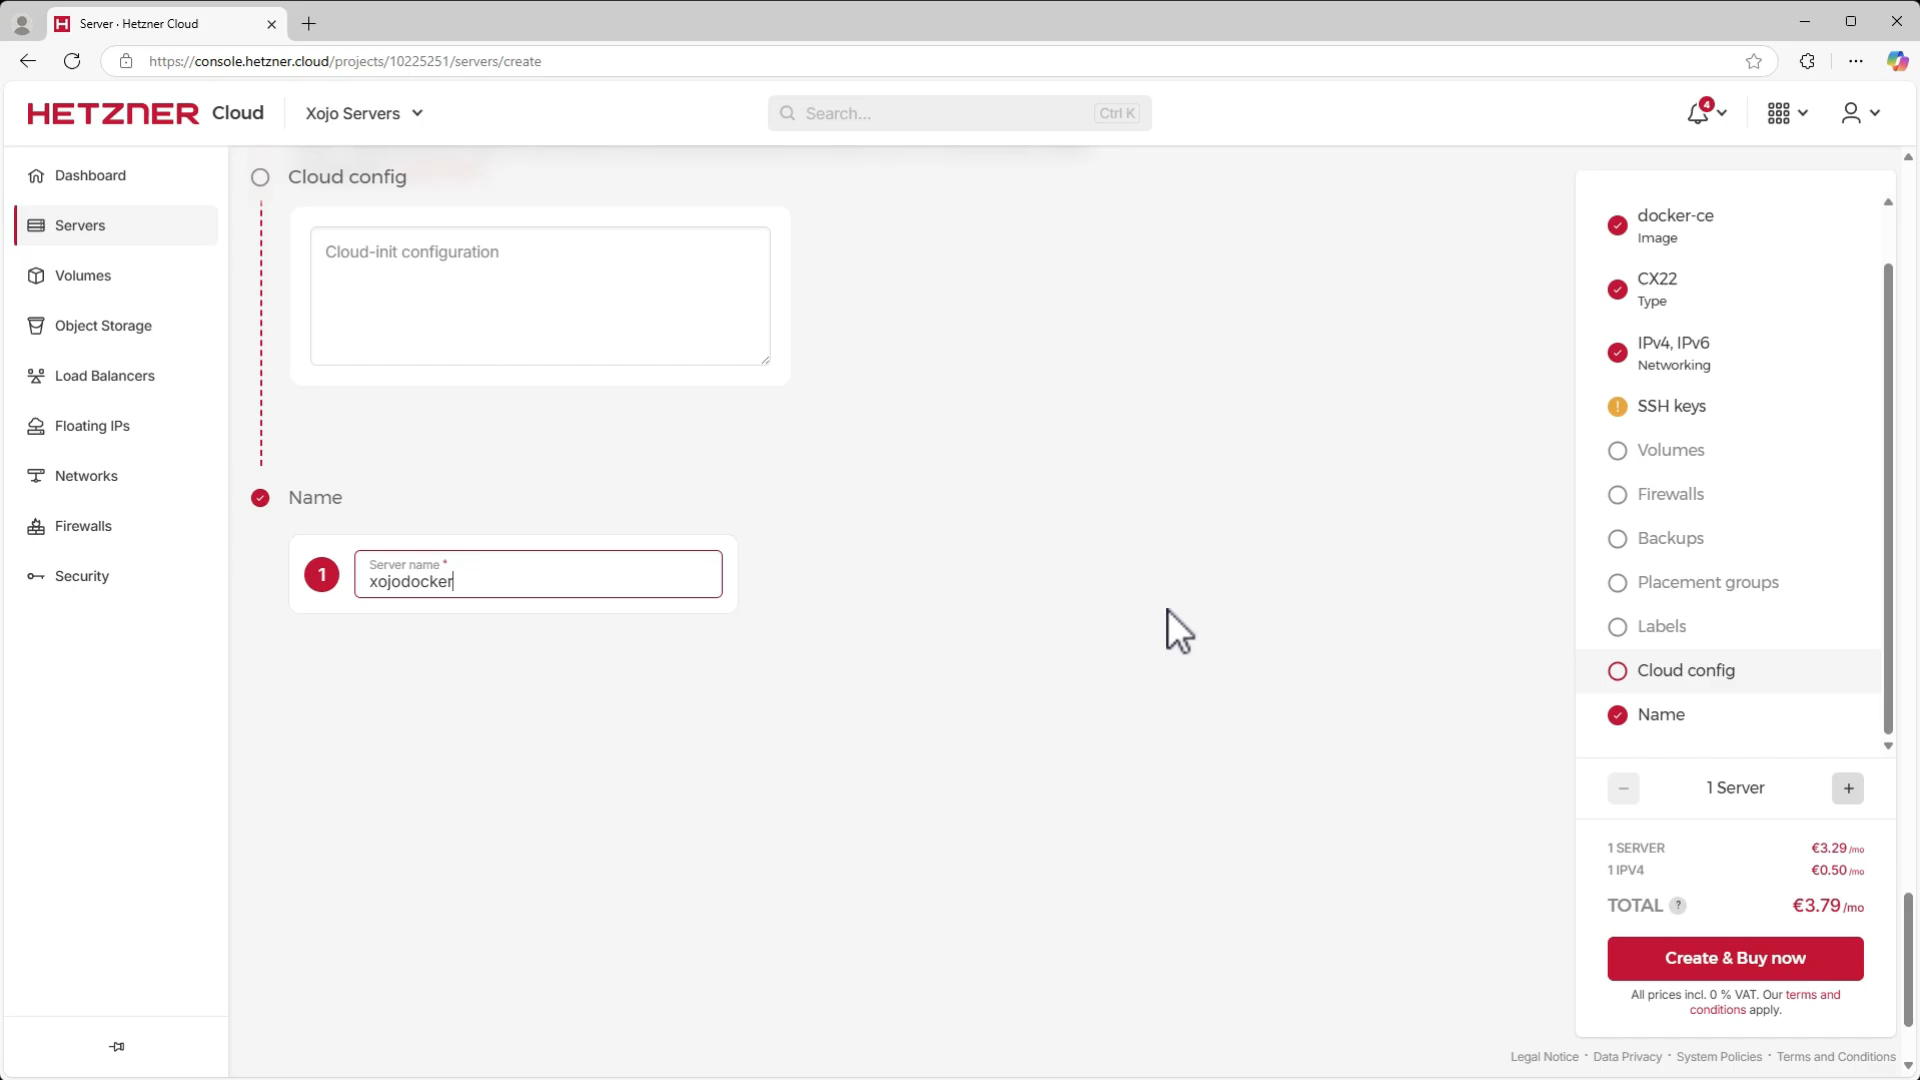 Server · Hetzner Cloud
https://console.hetzner.cloud/projects/10225251/servers/create
HETZNER Cloud
Xojo Servers
Search...
Ctrl K
4
Dashboard
Servers
Volumes
Object Storage
Load Balancers
Floating IPs
Networks
Firewalls
Security
Cloud config
Cloud-init configuration
Name
1
Server name *
xojodocker
docker-ce
Image
CX22
Type
IPv4, IPv6
Networking
SSH keys
Volumes
Firewalls
Backups
Placement groups
Labels
Cloud config
Name
− 1 Server +
1 SERVER €3.29 /mo
1 IPV4 €0.50 /mo
TOTAL ? €3.79 /mo
Create & Buy now
All prices incl. 0 % VAT. Our terms and
conditions apply.
Legal Notice · Data Privacy · System Policies · Terms and Conditions